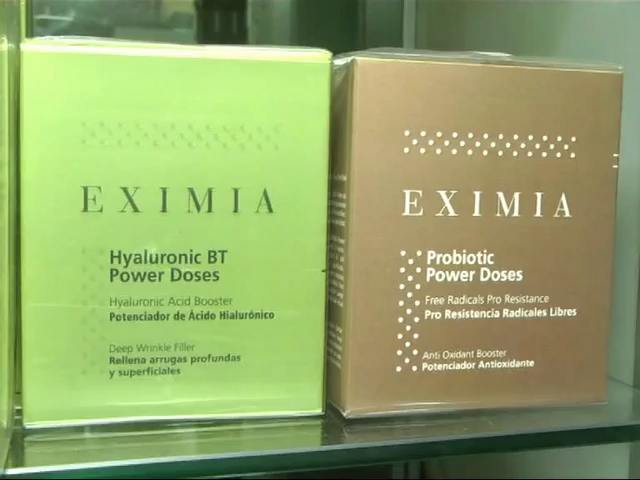 EXIMIA
Hyaluronic BT
Power Doses
Hyaluronic Acid Booster
Potenciador de Ácido Hialurónico
Deep Wrinkle Filler
Rellena arrugas profundas
y superficiales
EXIMIA
Probiotic
Power Doses
Free Radicals Pro Resistance
Pro Resistencia Radicales Libres
Anti Oxidant Booster
Potenciador Antioxidante